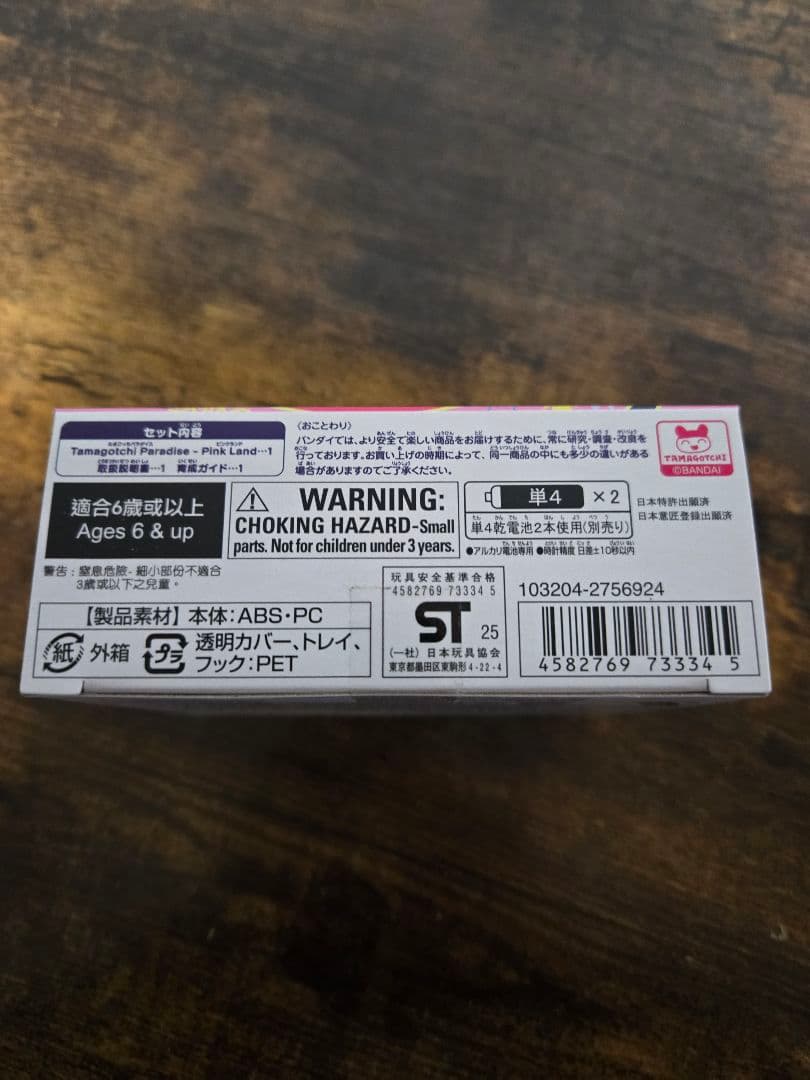 セット内容
Tamagotchi Paradise - Pink Land…1
取扱説明書…1 育成ガイド…1
〈おことわり〉
バンダイでは、より安全で楽しい商品をお届けするために、常に研究・調査・改良を
行っております。お買い上げの時期によって、同一商品の中にも多少の違いがある
場合がありますのでご了承ください。
TAMAGOTCHI
©BANDAI
適合6歲或以上
Ages 6 & up
警告:窒息危險-細小部份不適合
3歲或以下之兒童。
WARNING:
CHOKING HAZARD-Small
parts. Not for children under 3 years.
単4 ×2
単4乾電池2本使用(別売り)
●アルカリ電池専用 ●時計精度 日差±10秒以内
日本特許出願済
日本意匠登録出願済
【製品素材】本体:ABS・PC
紙 外箱 プラ 透明カバー、トレイ、
フック:PET
玩具安全基準合格
4582769 73334 5
ST 25
(一社) 日本玩具協会
東京都墨田区東駒形4-22-4
103204-2756924
4582769 73334 5